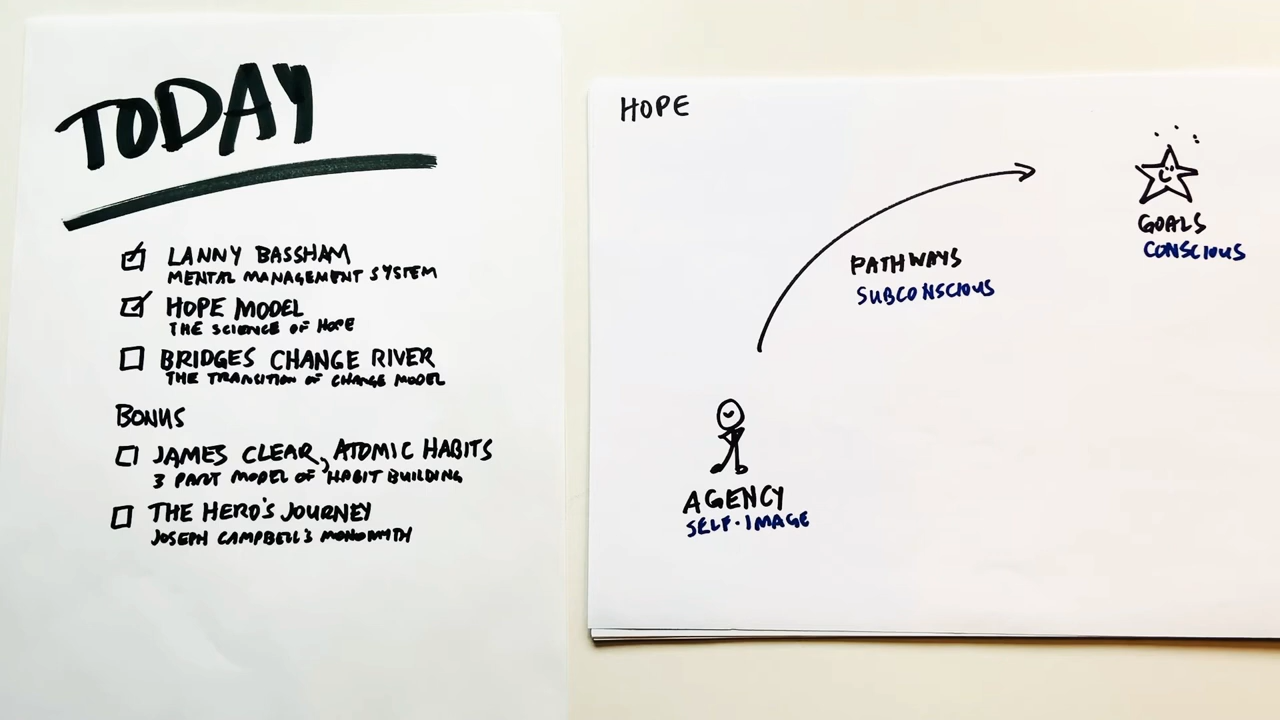 TODAY
LANNY BASSHAM
MENTAL MANAGEMENT SYSTEM
HOPE MODEL
THE SCIENCE OF HOPE
BRIDGES CHANGE RIVER
THE TRANSITION OF CHANGE MODEL
BONUS
JAMES CLEAR, ATOMIC HABITS
3 PART MODEL OF HABIT BUILDING
THE HERO'S JOURNEY
JOSEPH CAMPBELL'S MONOMYTH
HOPE
GOALS
CONSCIOUS
PATHWAYS
SUBCONSCIOUS
AGENCY
SELF-IMAGE